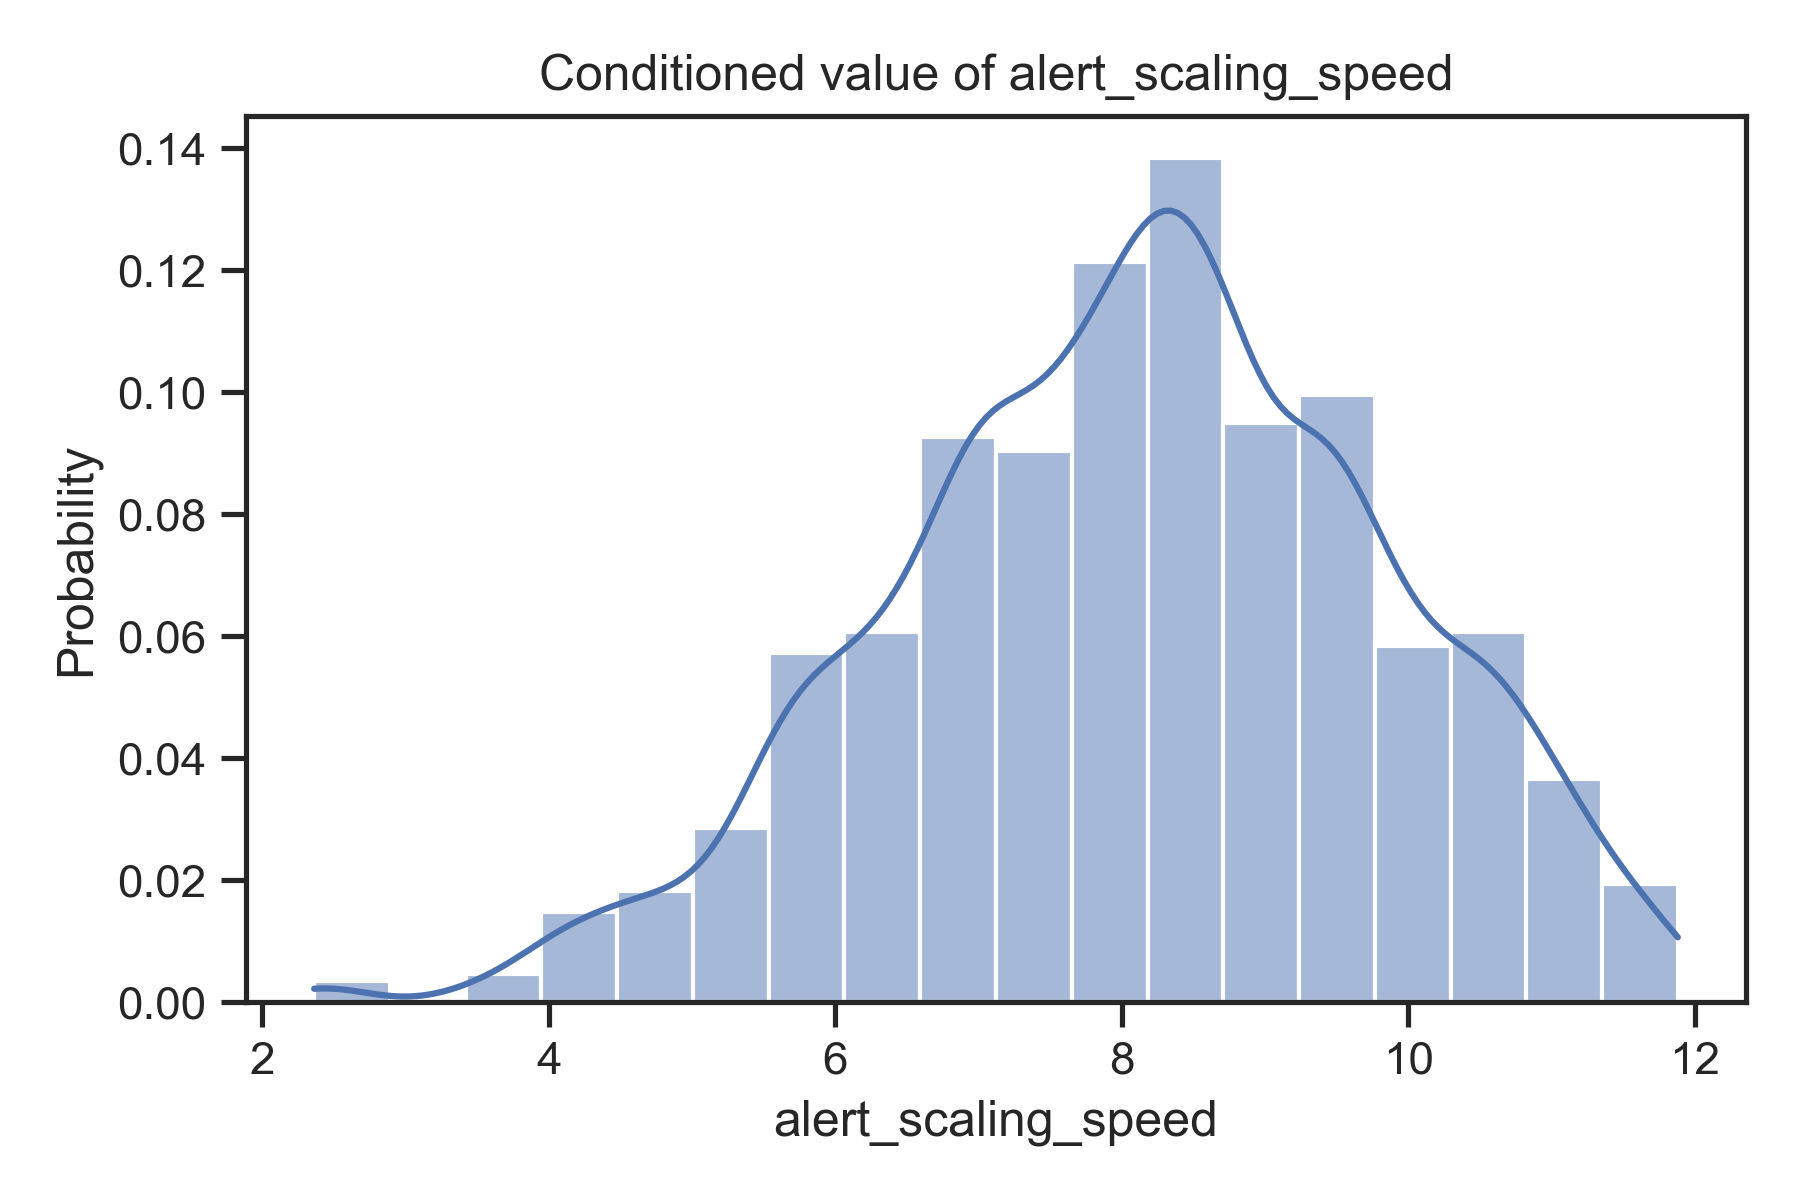 Conditioned value of alert_scaling_speed
0.14
0.12
0.10
0.08
0.06
0.04
0.02
0.00
Probability
2 4 6 8 10 12
alert_scaling_speed